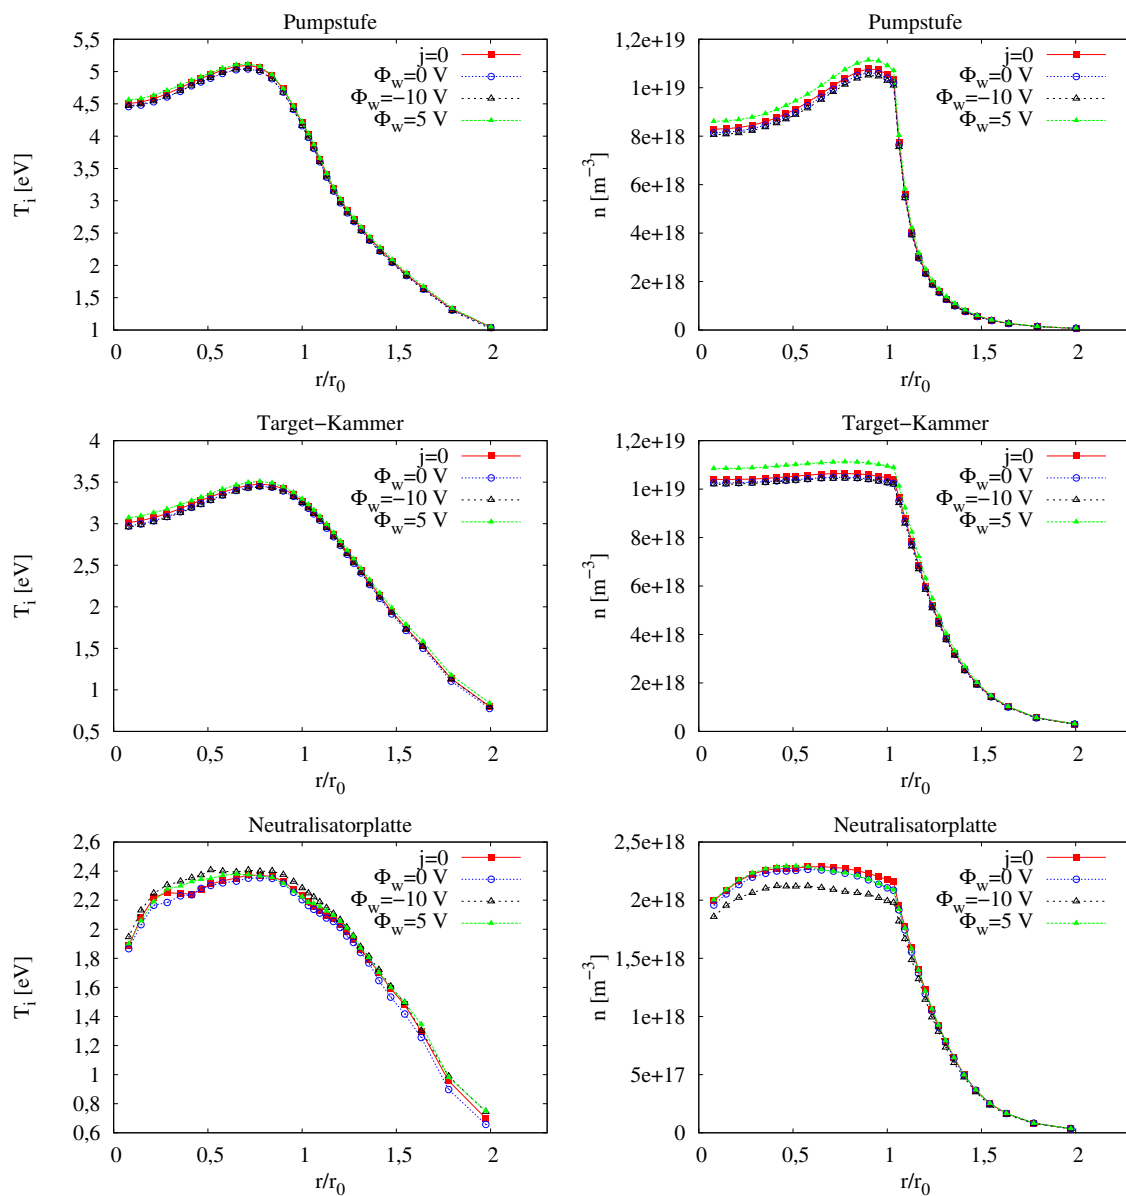 Pumpstufe
5,5
5
4,5
4
3,5
3
2,5
2
1,5
1
0
0,5
1
1,5
2
T_i [eV]
r/r_0
j=0
Φ_w=0 V
Φ_w=−10 V
Φ_w=5 V
Pumpstufe
1,2e+19
1e+19
8e+18
6e+18
4e+18
2e+18
0
0
0,5
1
1,5
2
n [m^−3]
r/r_0
j=0
Φ_w=0 V
Φ_w=−10 V
Φ_w=5 V
Target−Kammer
4
3,5
3
2,5
2
1,5
1
0,5
0
0,5
1
1,5
2
T_i [eV]
r/r_0
j=0
Φ_w=0 V
Φ_w=−10 V
Φ_w=5 V
Target−Kammer
1,2e+19
1e+19
8e+18
6e+18
4e+18
2e+18
0
0
0,5
1
1,5
2
n [m^−3]
r/r_0
j=0
Φ_w=0 V
Φ_w=−10 V
Φ_w=5 V
Neutralisatorplatte
2,6
2,4
2,2
2
1,8
1,6
1,4
1,2
1
0,8
0,6
0
0,5
1
1,5
2
T_i [eV]
r/r_0
j=0
Φ_w=0 V
Φ_w=−10 V
Φ_w=5 V
Neutralisatorplatte
2,5e+18
2e+18
1,5e+18
1e+18
5e+17
0
0
0,5
1
1,5
2
n [m^−3]
r/r_0
j=0
Φ_w=0 V
Φ_w=−10 V
Φ_w=5 V